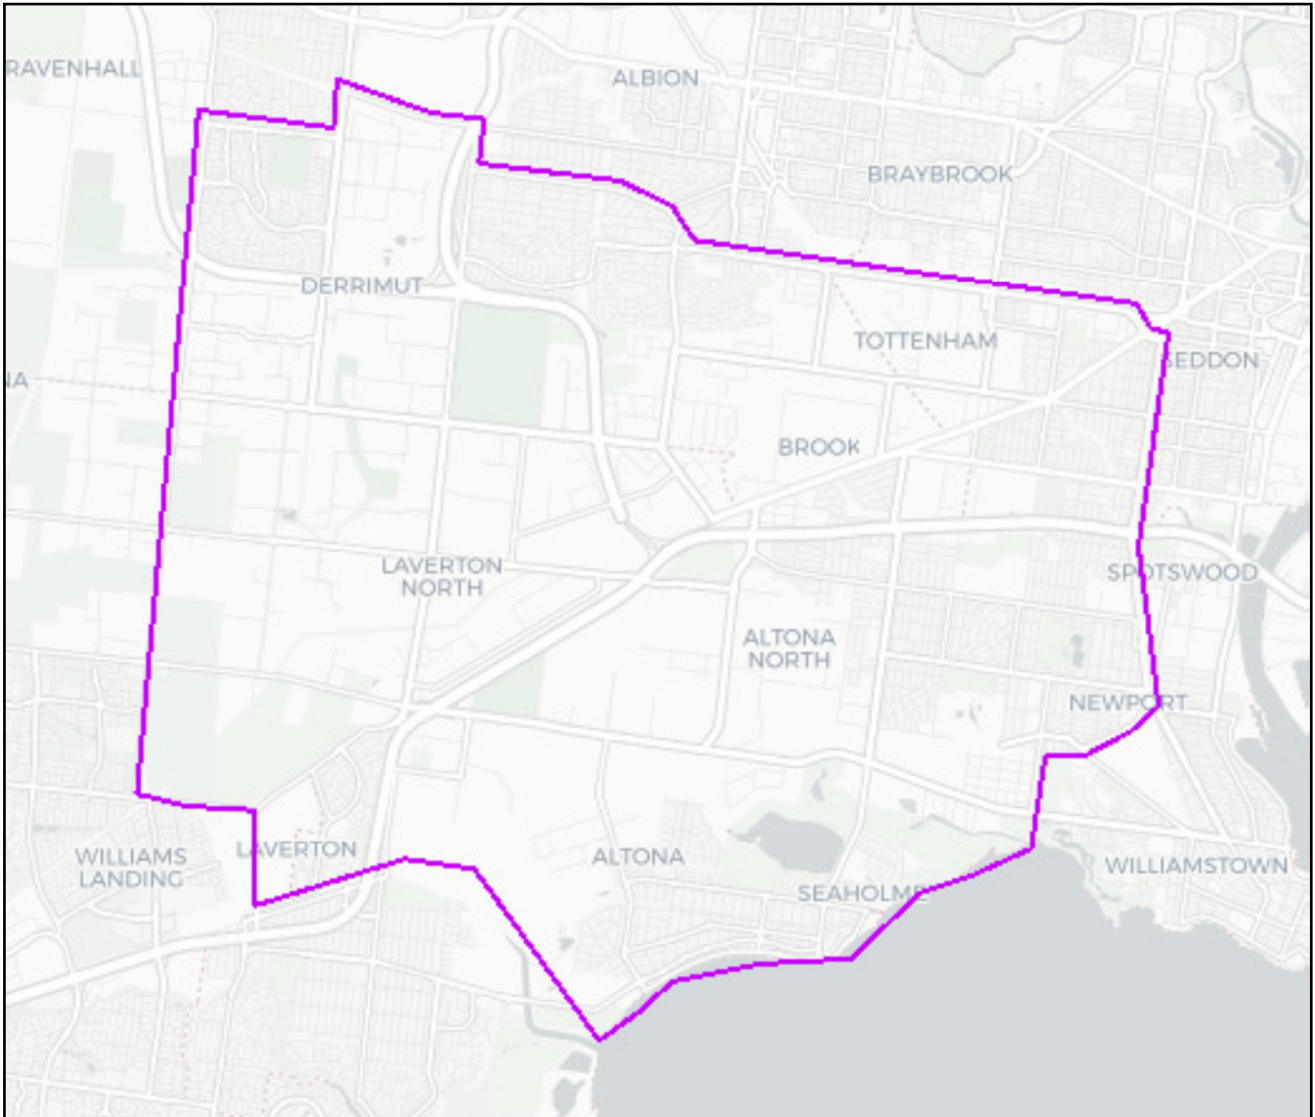 RAVENHALL
ALBION
BRAYBROOK
DERRIMUT
TOTTENHAM
SEDDON
NA
BROOK
LAVERTON
NORTH
SPOTSWOOD
ALTONA
NORTH
NEWPORT
LAVERTON
WILLIAMS
LANDING
ALTONA
WILLIAMSTOWN
SEAHOLME